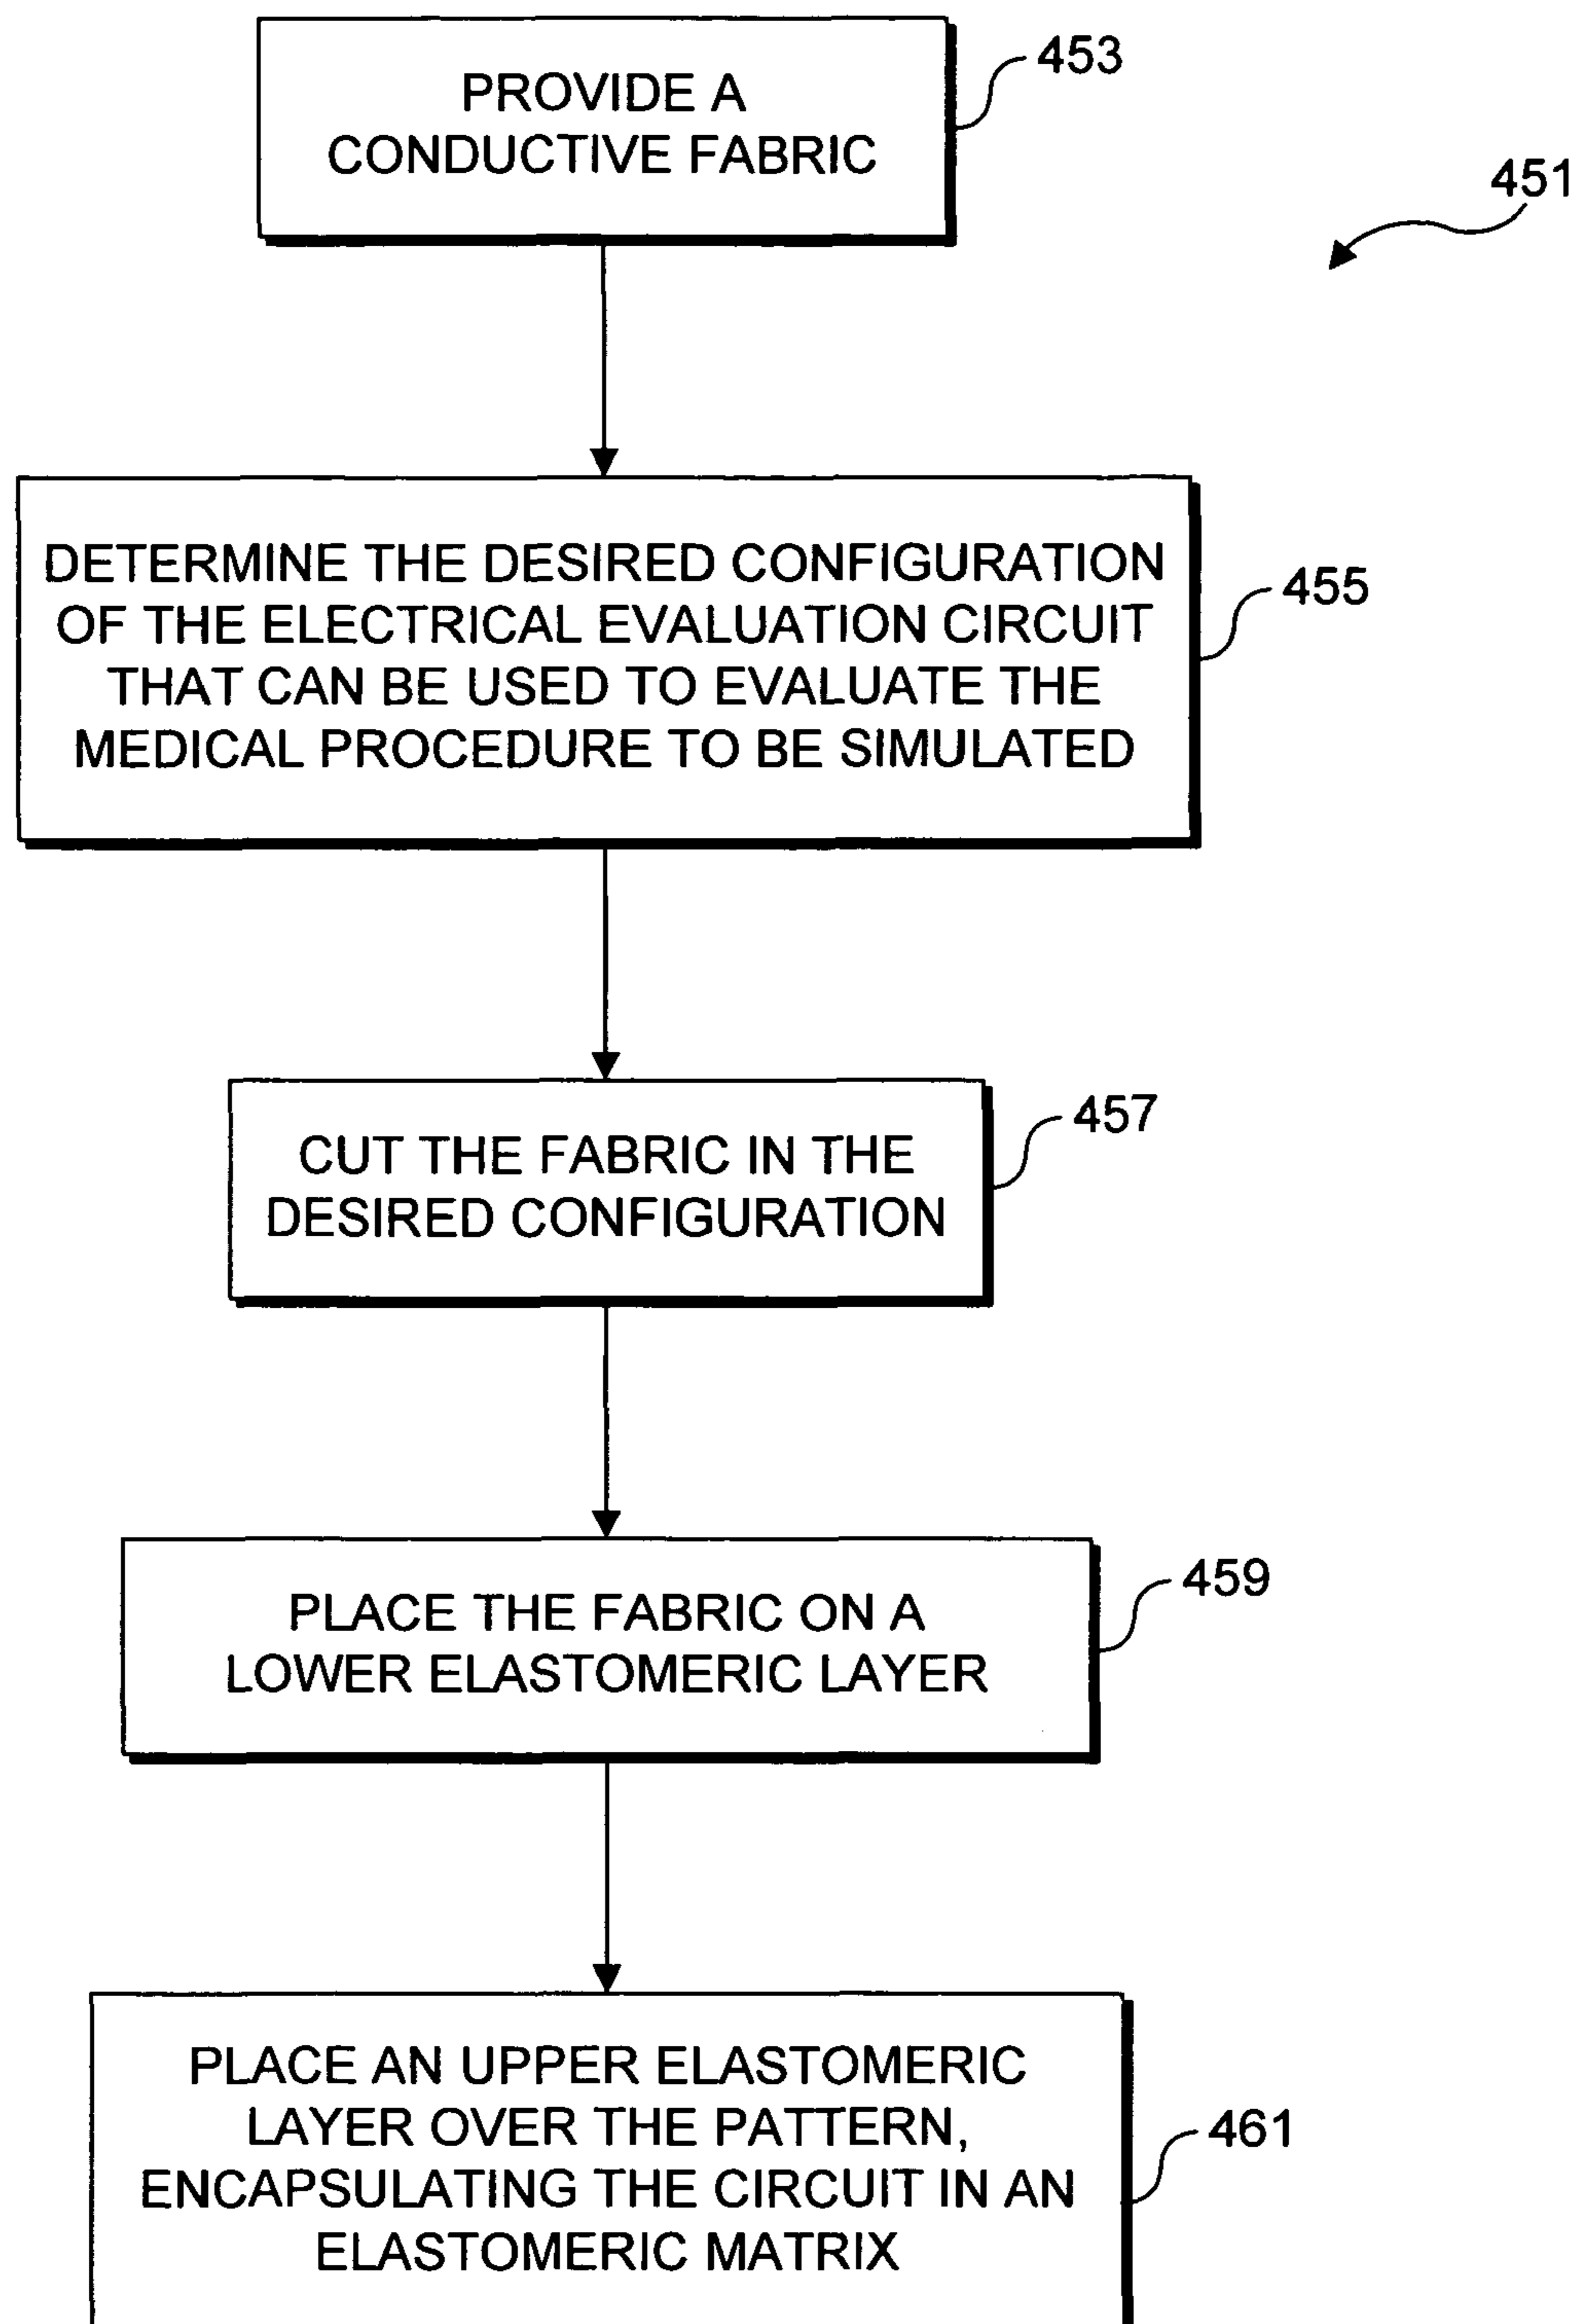 PROVIDE A
CONDUCTIVE FABRIC
453
451
DETERMINE THE DESIRED CONFIGURATION
OF THE ELECTRICAL EVALUATION CIRCUIT
THAT CAN BE USED TO EVALUATE THE
MEDICAL PROCEDURE TO BE SIMULATED
455
CUT THE FABRIC IN THE
DESIRED CONFIGURATION
457
PLACE THE FABRIC ON A
LOWER ELASTOMERIC LAYER
459
PLACE AN UPPER ELASTOMERIC
LAYER OVER THE PATTERN,
ENCAPSULATING THE CIRCUIT IN AN
ELASTOMERIC MATRIX
461